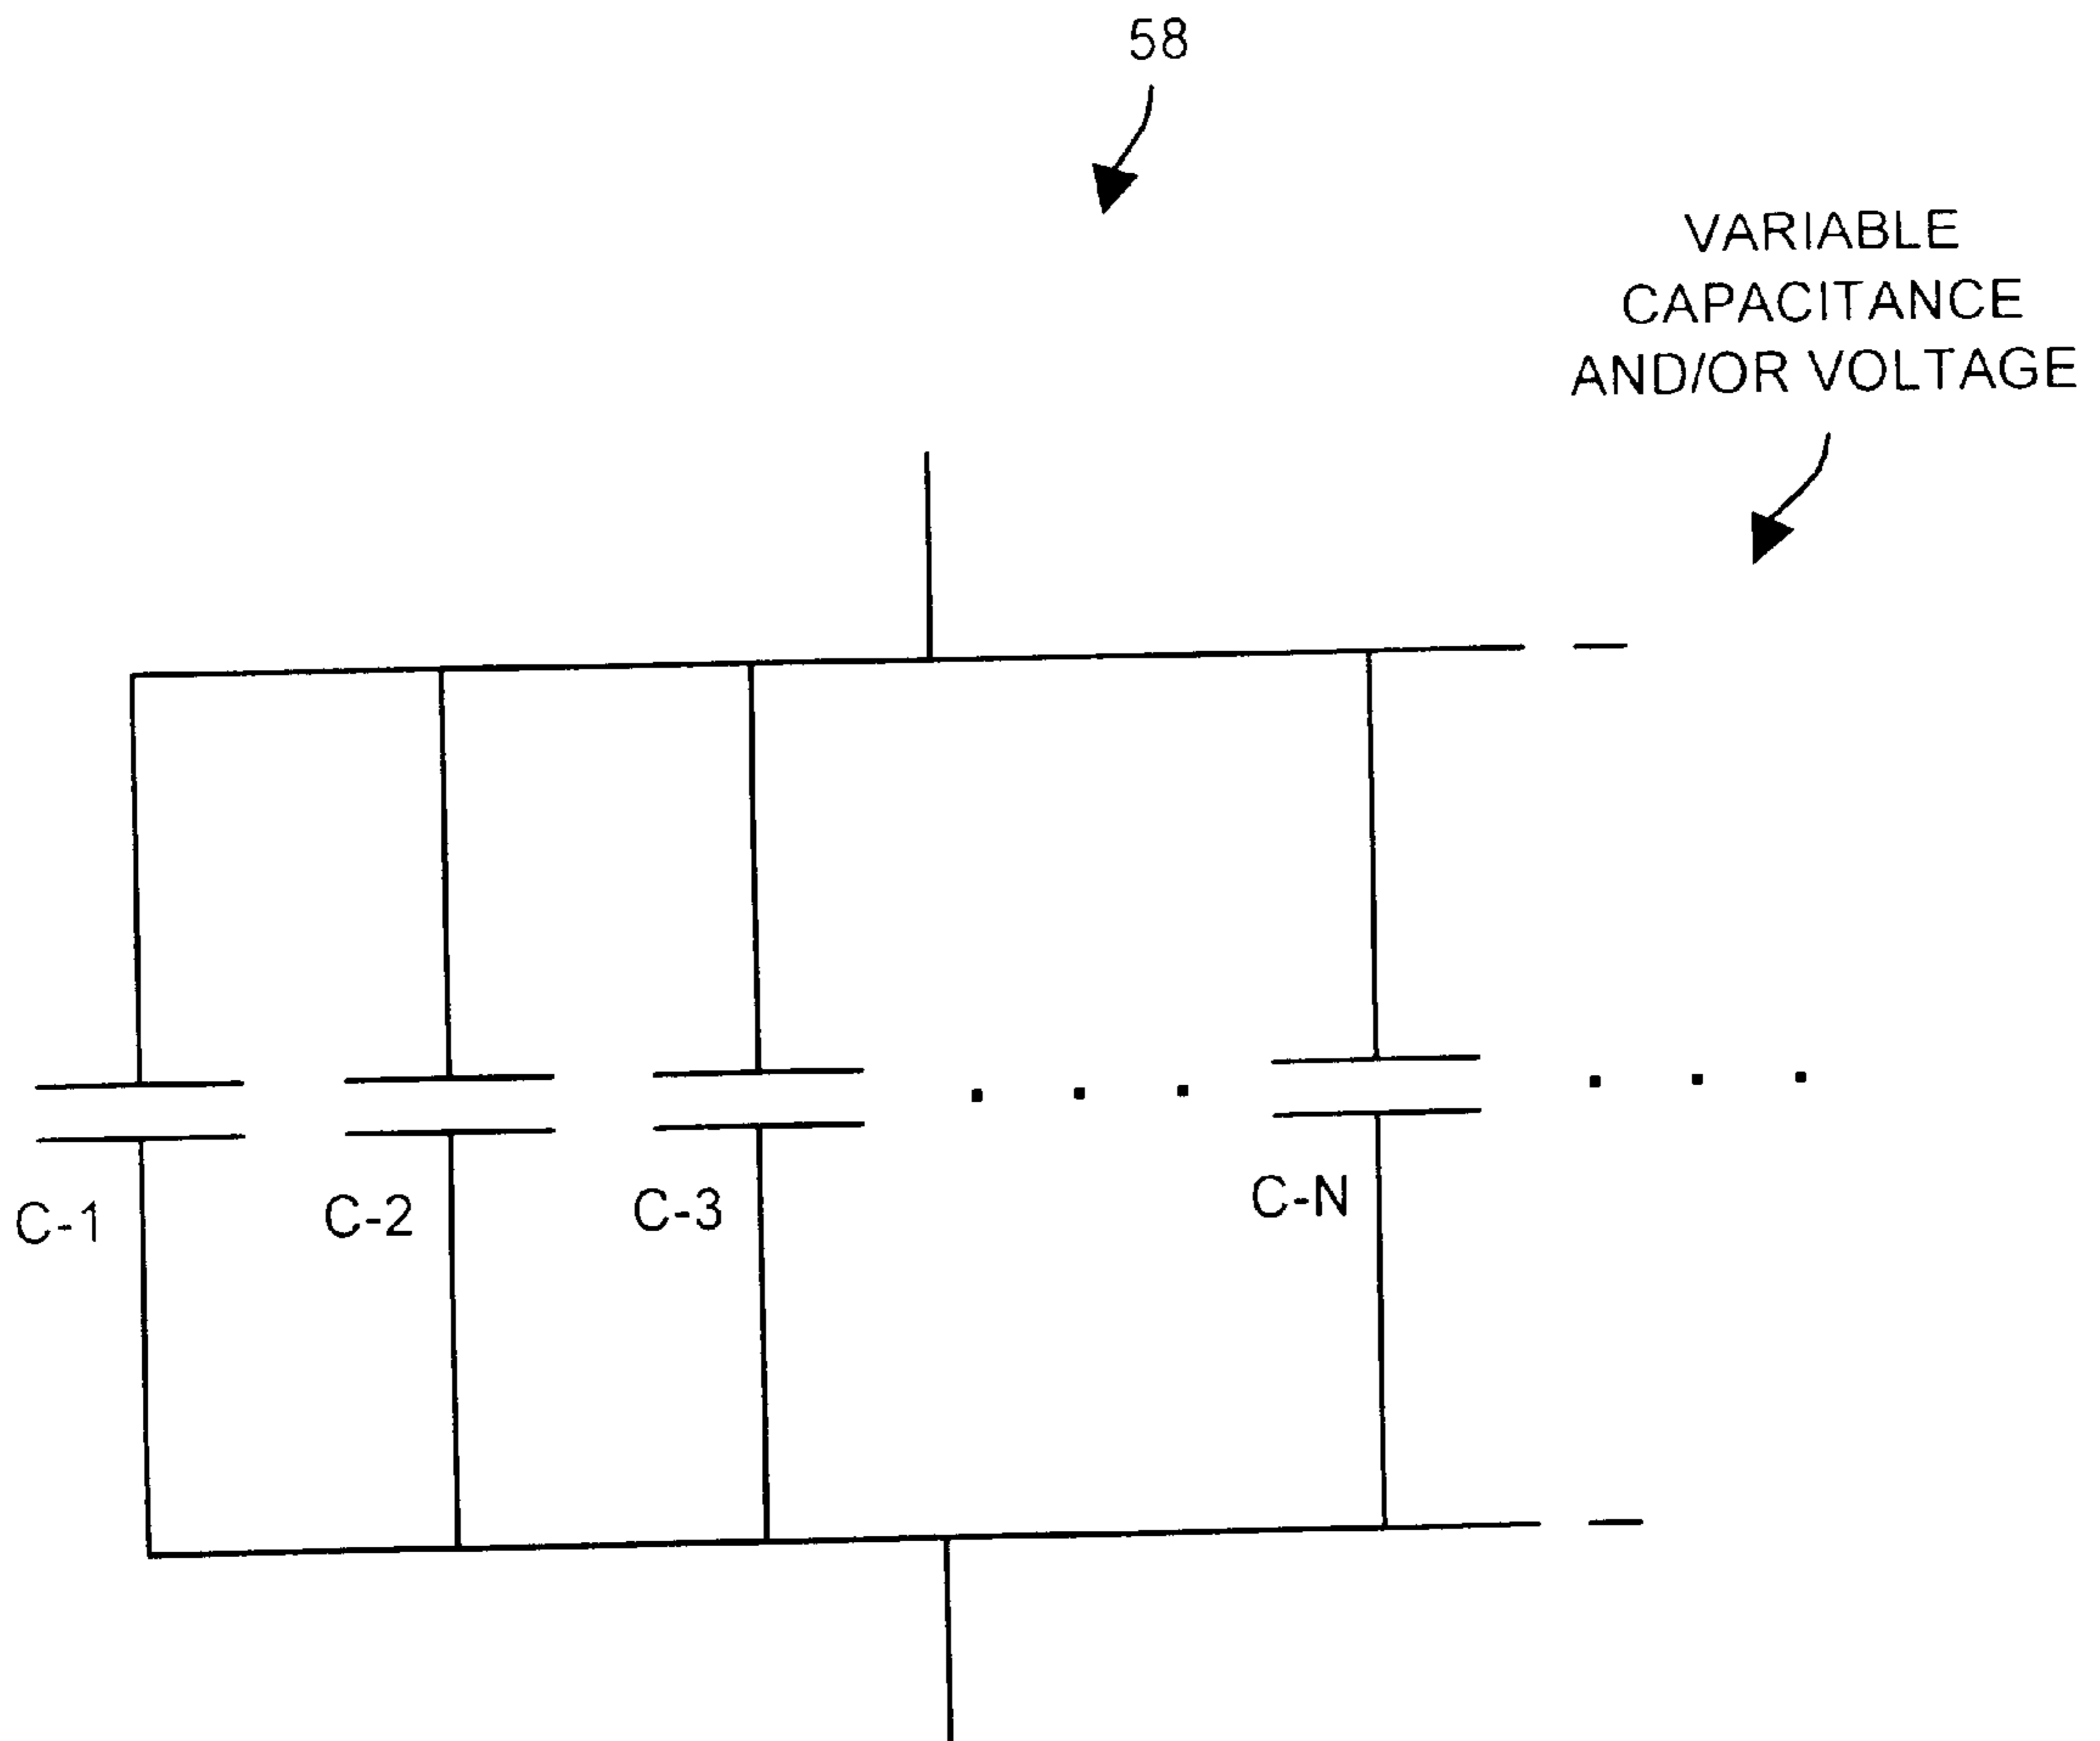 58
VARIABLE
CAPACITANCE
AND/OR VOLTAGE
C-1
C-2
C-3
C-N